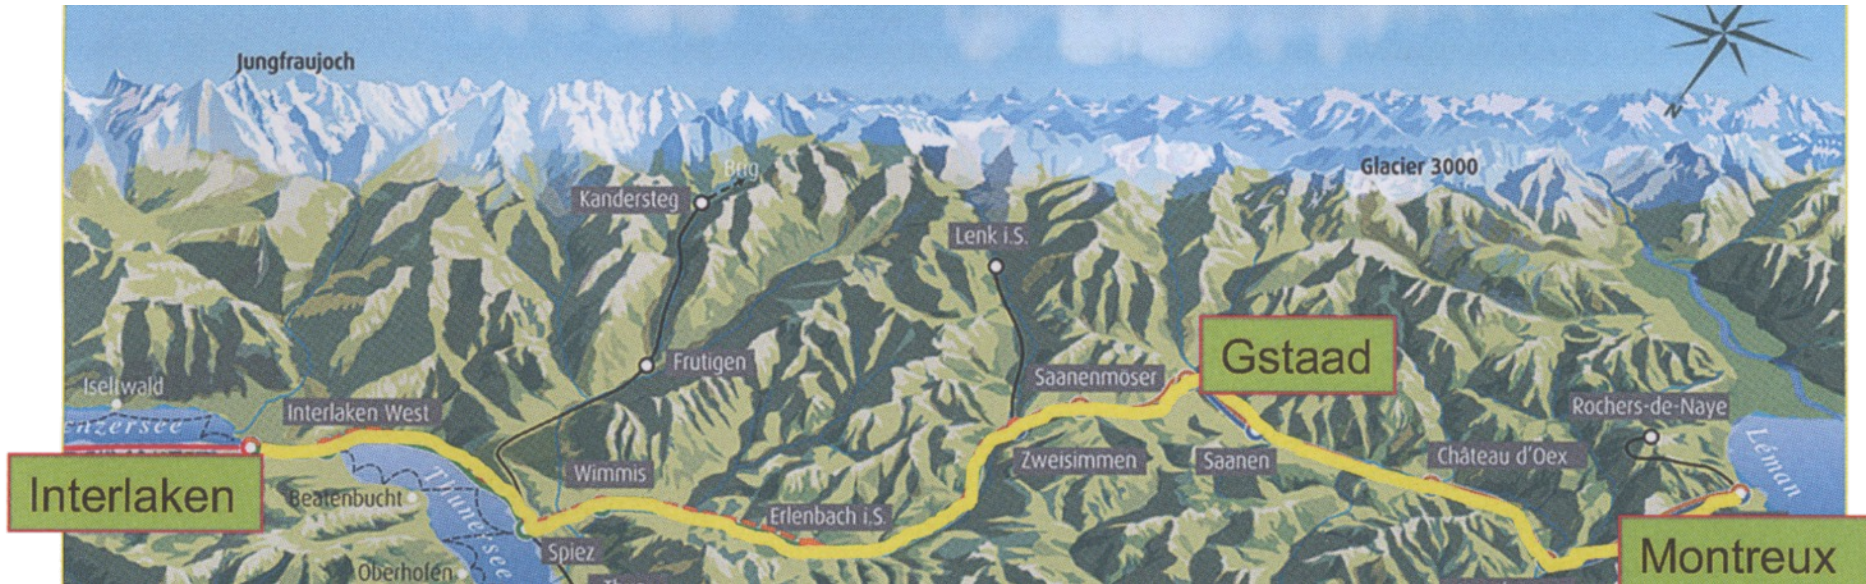 Jungfraujoch
N
Glacier 3000
Brig
Kandersteg
Lenk i.S.
Gstaad
Frutigen
Saanenmöser
Iseltwald
Rochers-de-Naye
Interlaken West
nzersee
Léman
Château d'Oex
Zweisimmen
Saanen
Wimmis
Interlaken
Beatenbucht
Thunersee
Erlenbach i.S.
Spiez
Montreux
Oberhofen